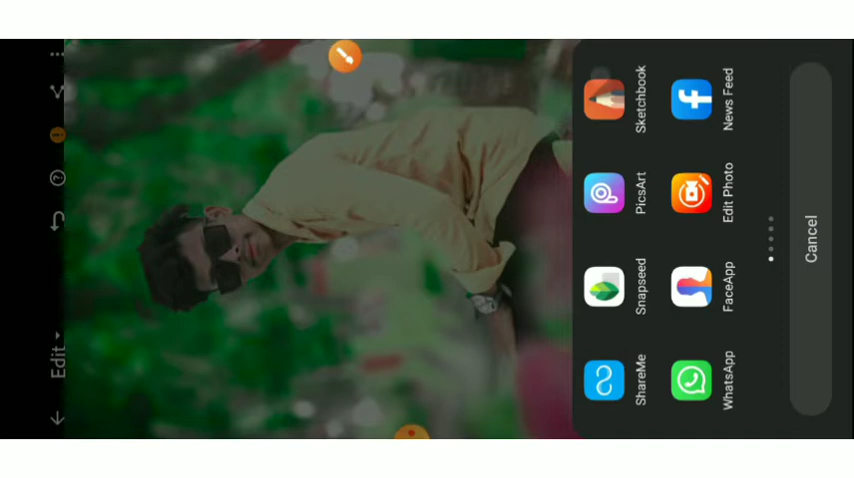 Edit
ShareMe
Snapseed
PicsArt
Sketchbook
WhatsApp
FaceApp
Edit Photo
News Feed
Cancel